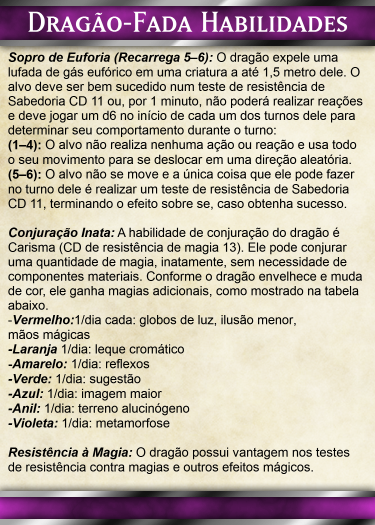 Dragão-Fada Habilidades
Sopro de Euforia (Recarrega 5–6): O dragão expele uma
lufada de gás eufórico em uma criatura a até 1,5 metro dele. O
alvo deve ser bem sucedido num teste de resistência de
Sabedoria CD 11 ou, por 1 minuto, não poderá realizar reações
e deve jogar um d6 no início de cada um dos turnos dele para
determinar seu comportamento durante o turno:
(1–4): O alvo não realiza nenhuma ação ou reação e usa todo
o seu movimento para se deslocar em uma direção aleatória.
(5–6): O alvo não se move e a única coisa que ele pode fazer
no turno dele é realizar um teste de resistência de Sabedoria
CD 11, terminando o efeito sobre se, caso obtenha sucesso.
Conjuração Inata: A habilidade de conjuração do dragão é
Carisma (CD de resistência de magia 13). Ele pode conjurar
uma quantidade de magia, inatamente, sem necessidade de
componentes materiais. Conforme o dragão envelhece e muda
de cor, ele ganha magias adicionais, como mostrado na tabela
abaixo.
-Vermelho:1/dia cada: globos de luz, ilusão menor,
mãos mágicas
-Laranja 1/dia: leque cromático
-Amarelo: 1/dia: reflexos
-Verde: 1/dia: sugestão
-Azul: 1/dia: imagem maior
-Anil: 1/dia: terreno alucinógeno
-Violeta: 1/dia: metamorfose
Resistência à Magia: O dragão possui vantagem nos testes
de resistência contra magias e outros efeitos mágicos.